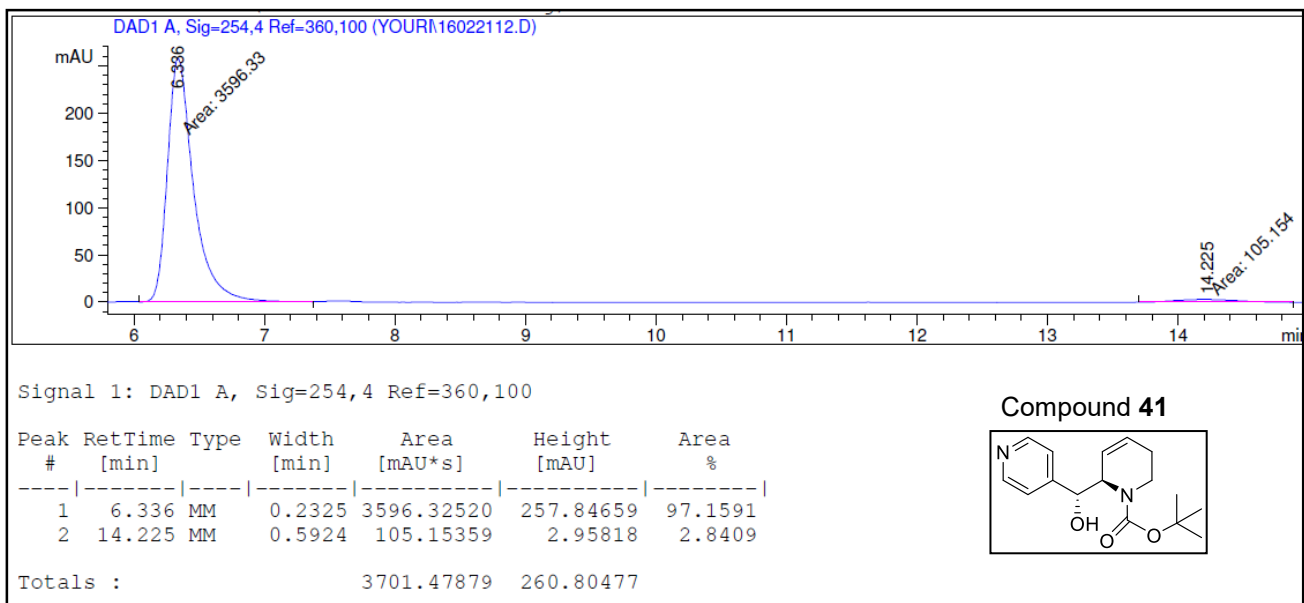 DAD1 A, Sig=254,4 Ref=360,100 (YOURI\16022112.D)
mAU
200
150
100
50
0
6.336
Area: 3596.33
14.225
Area: 105.154
6 7 8 9 10 11 12 13 14 min
Signal 1: DAD1 A, Sig=254,4 Ref=360,100
Peak RetTime Type Width Area Height Area
# [min] [min] [mAU*s] [mAU] %
----|-------|----|-------|----------|----------|--------|
1 6.336 MM 0.2325 3596.32520 257.84659 97.1591
2 14.225 MM 0.5924 105.15359 2.95818 2.8409
Totals : 3701.47879 260.80477
Compound 41
N
N
OH
O
O